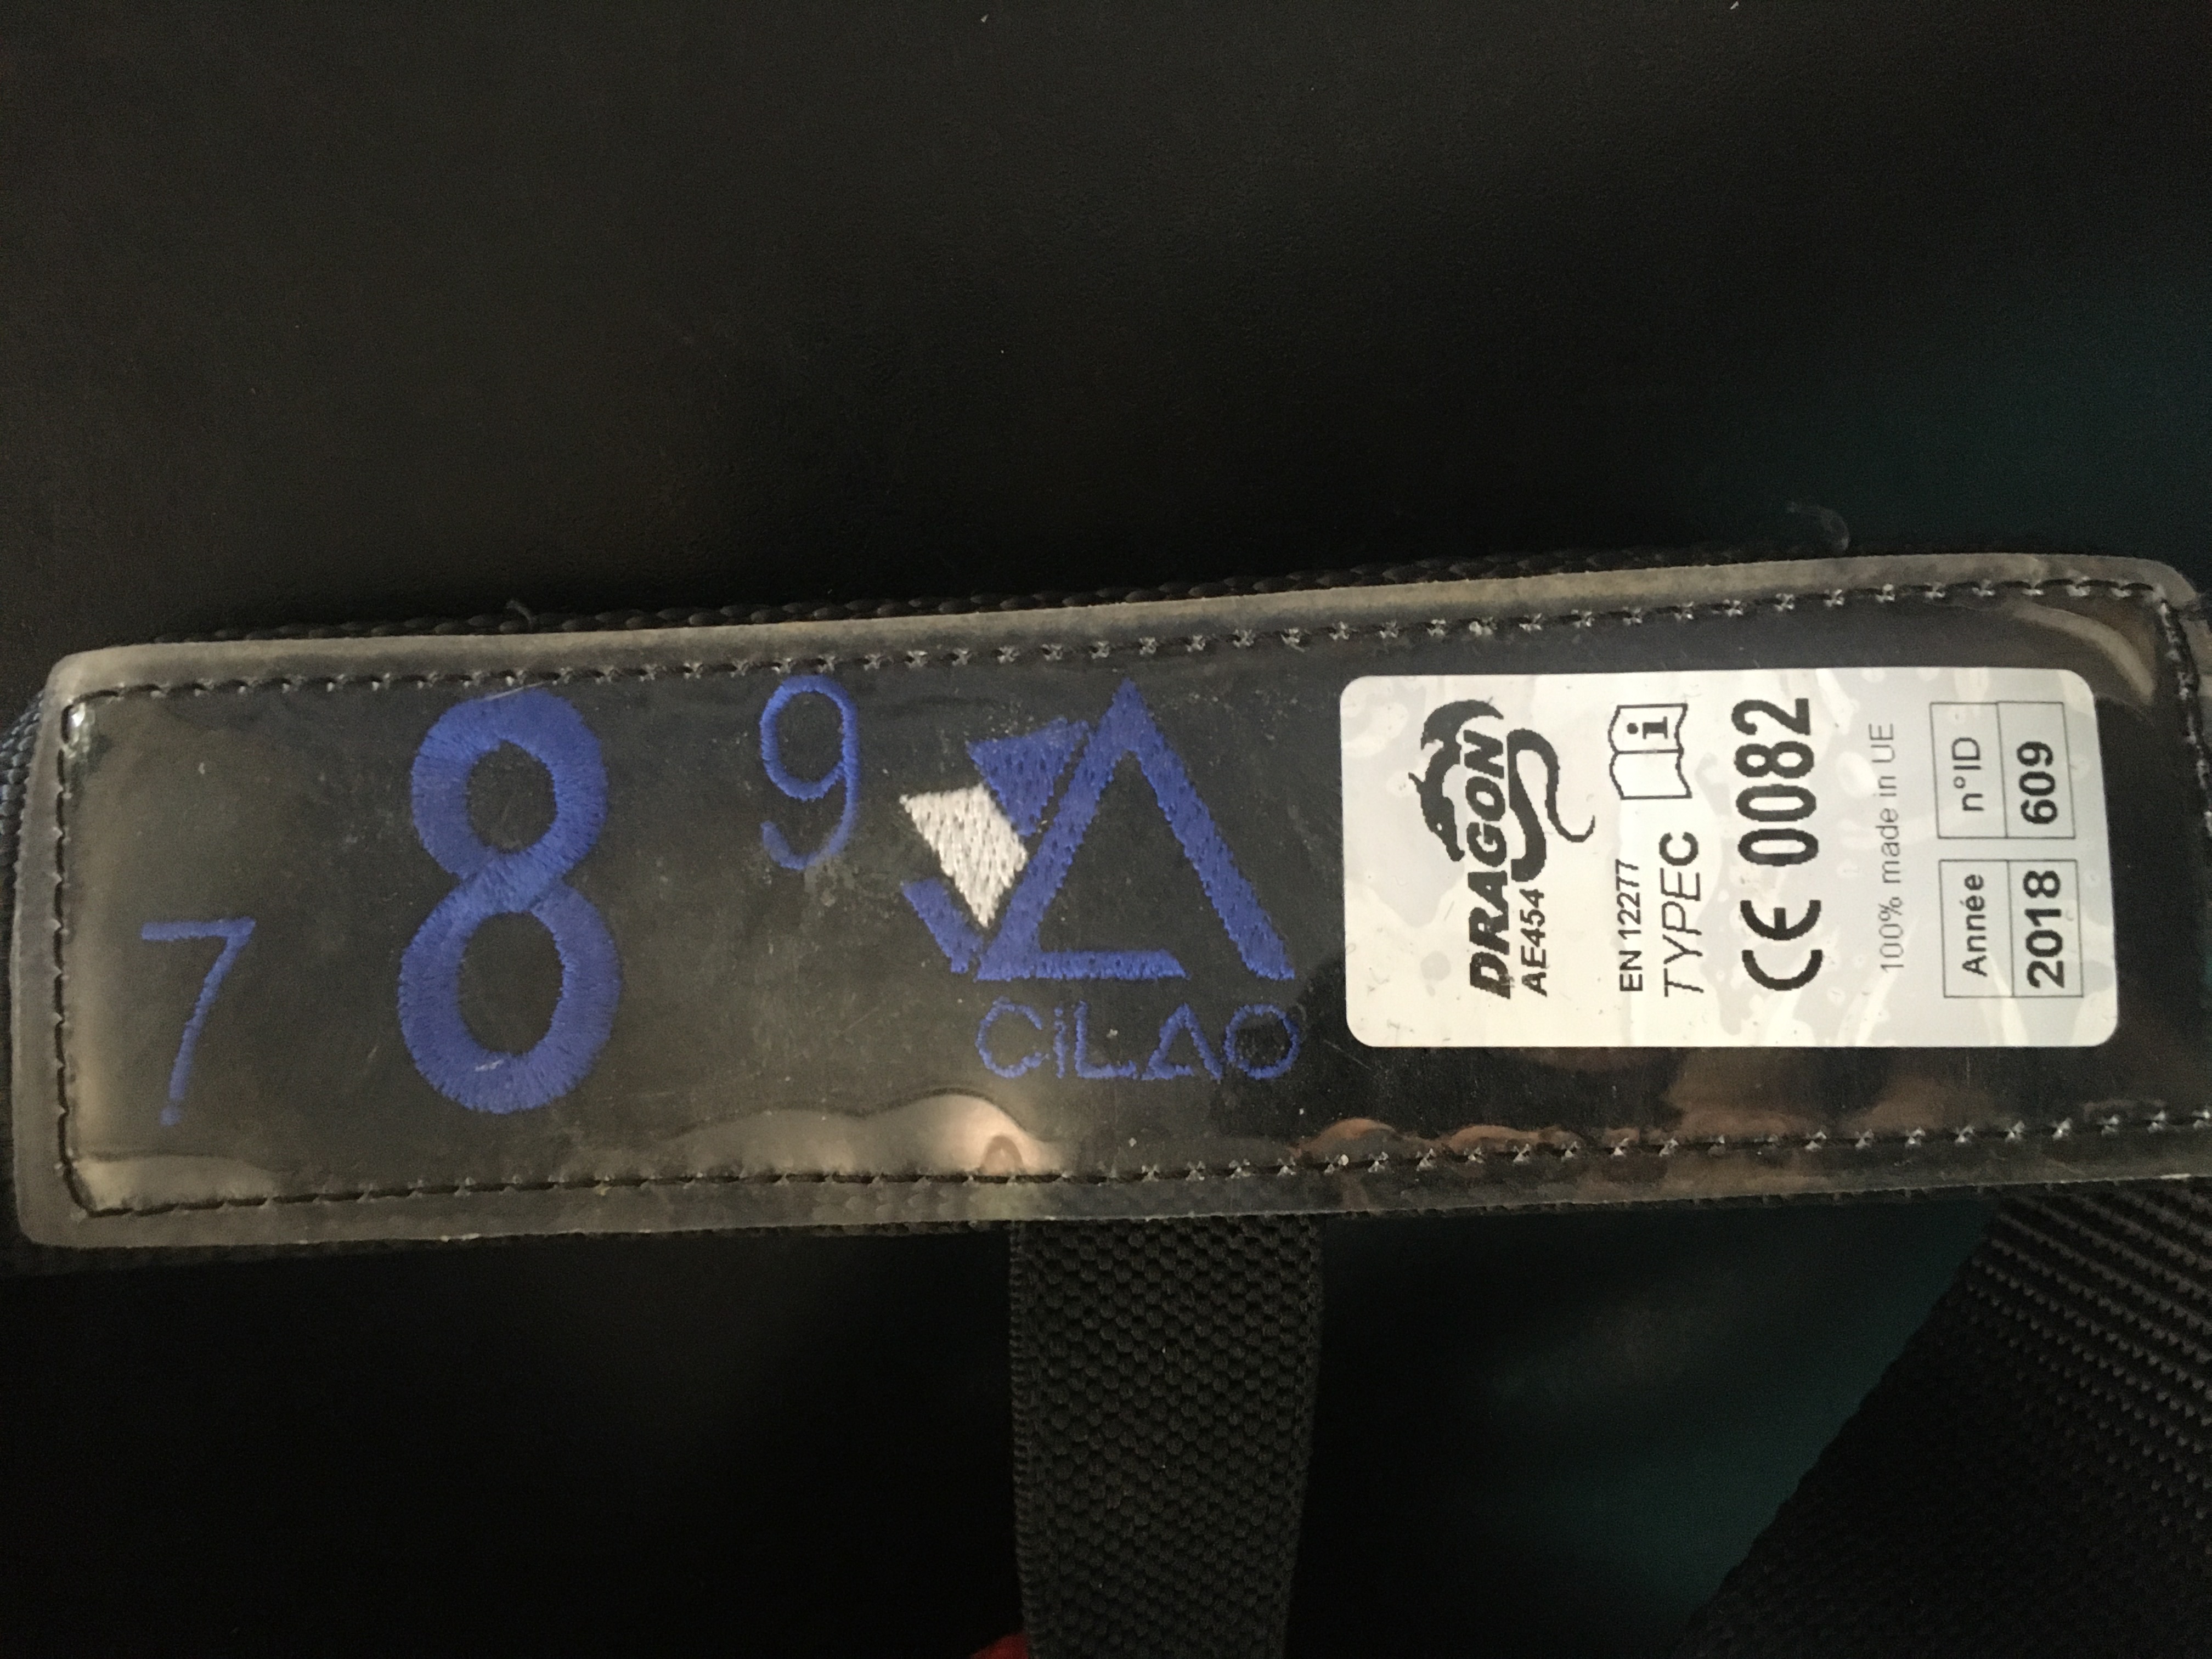 7
8
9
CiLAO
DRAGON
AE454
EN 12277
TYPEC
i
CE 0082
100% made in UE
Année
n°ID
2018
609